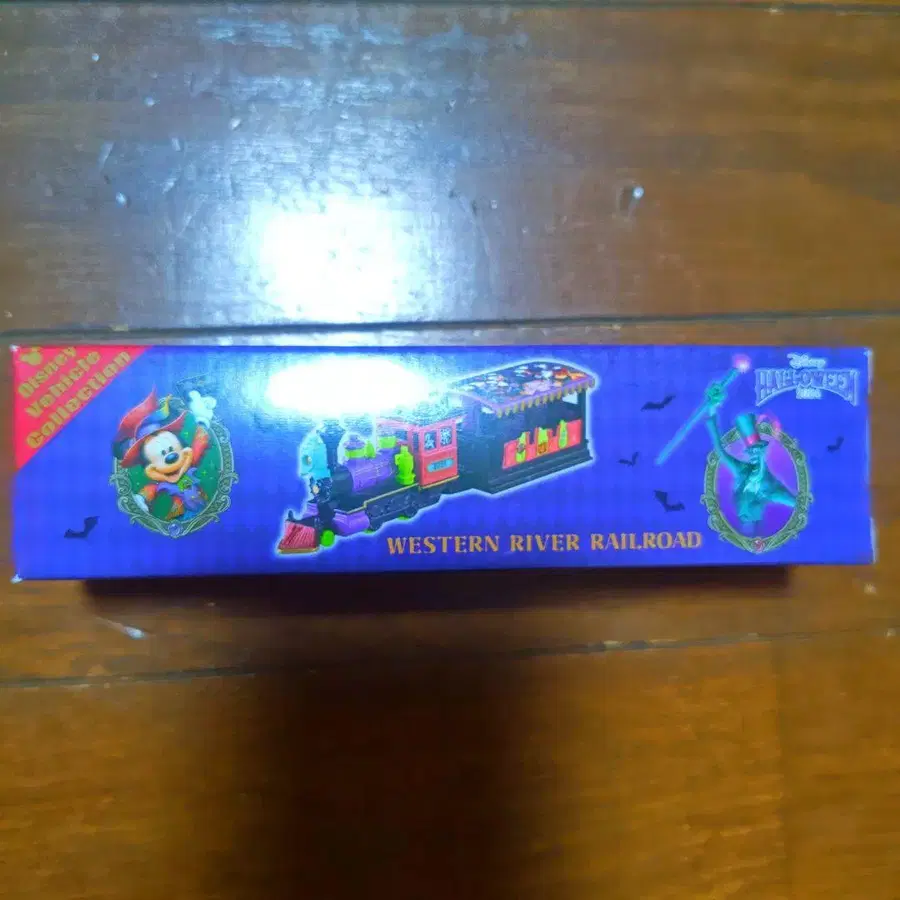 Disney
Vehicle
Collection
Disney
HALLOWEEN
WESTERN RIVER RAILROAD